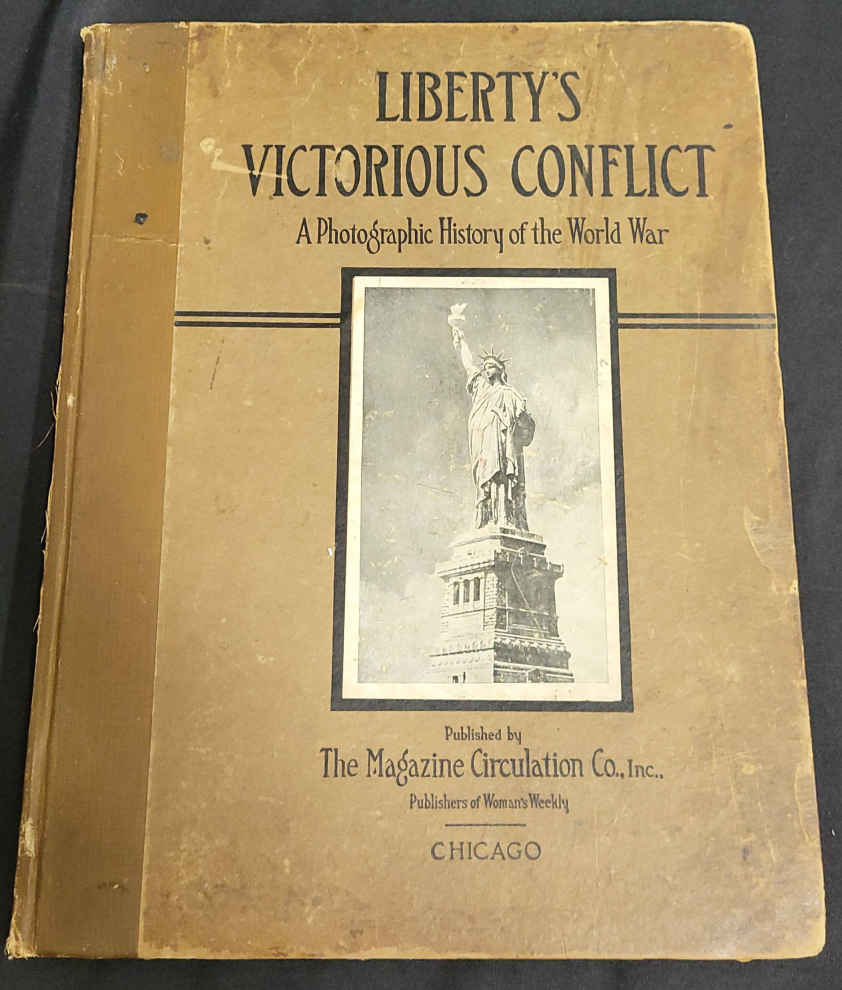 LIBERTY'S
VICTORIOUS CONFLICT
A Photographic History of the World War
Published by
The Magazine Circulation Co., Inc.,
Publishers of Woman's Weekly
CHICAGO